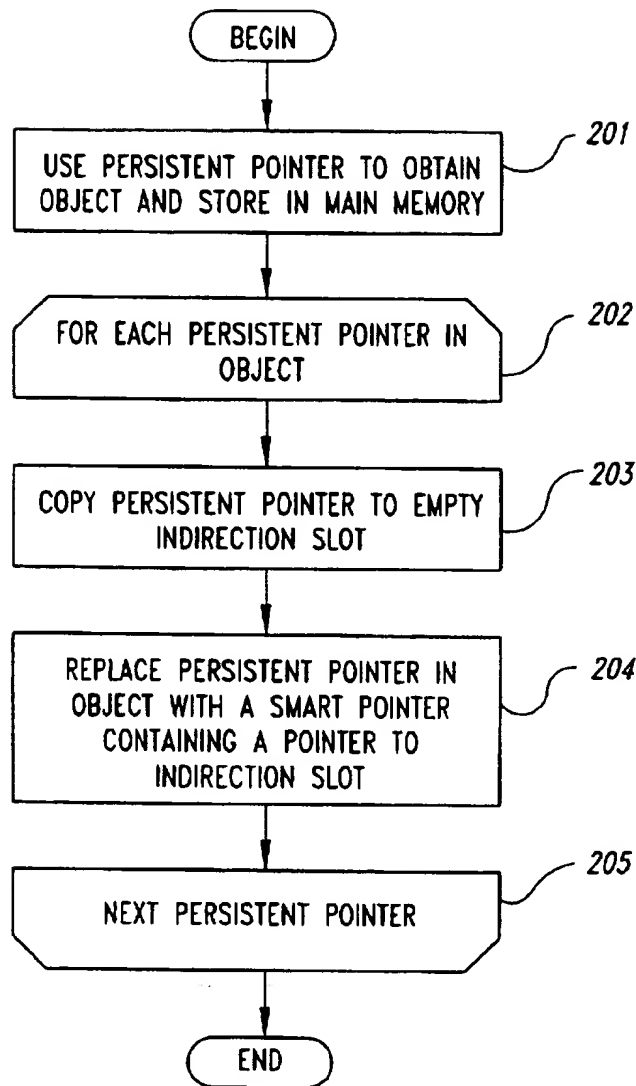 BEGIN
201
USE PERSISTENT POINTER TO OBTAIN
OBJECT AND STORE IN MAIN MEMORY
202
FOR EACH PERSISTENT POINTER IN
OBJECT
203
COPY PERSISTENT POINTER TO EMPTY
INDIRECTION SLOT
204
REPLACE PERSISTENT POINTER IN
OBJECT WITH A SMART POINTER
CONTAINING A POINTER TO
INDIRECTION SLOT
205
NEXT PERSISTENT POINTER
END